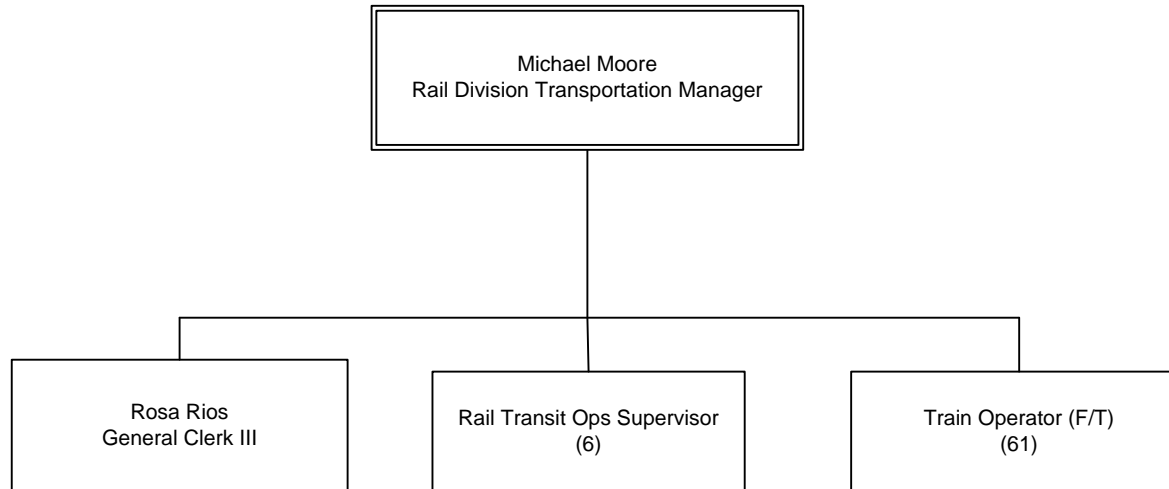 Michael Moore
Rail Division Transportation Manager
Rosa Rios
General Clerk III
Rail Transit Ops Supervisor
(6)
Train Operator (F/T)
(61)